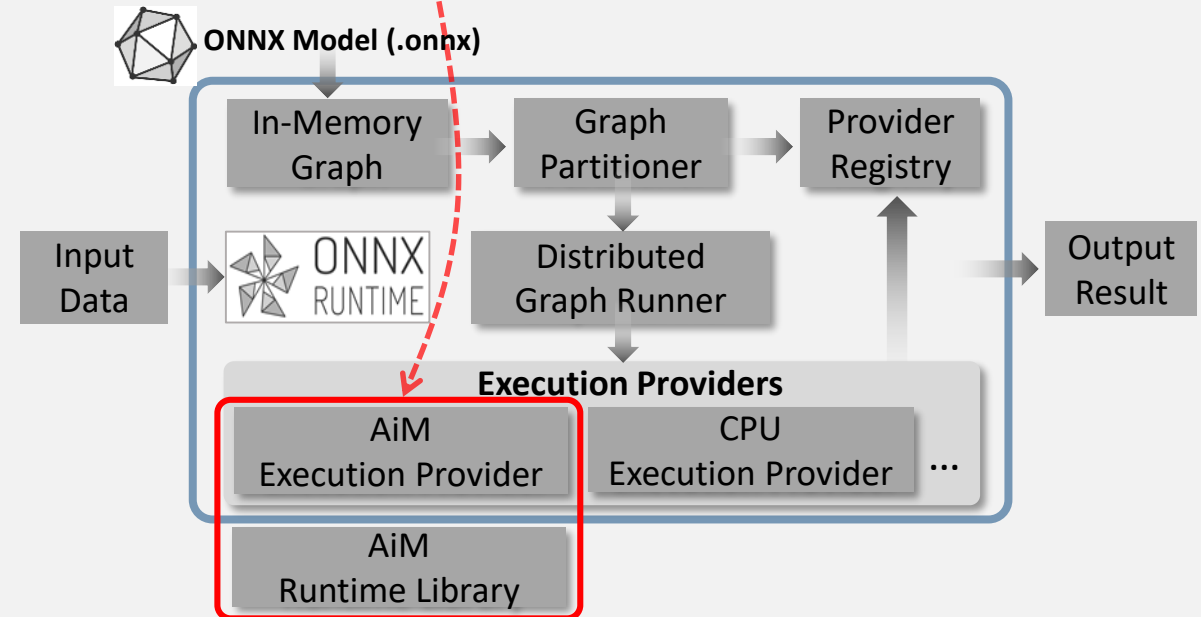 ONNX Model (.onnx)
In-Memory
Graph
Graph
Partitioner
Provider
Registry
Input
Data
ONNX
RUNTIME
Distributed
Graph Runner
Output
Result
Execution Providers
AiM
Execution Provider
CPU
Execution Provider
...
AiM
Runtime Library